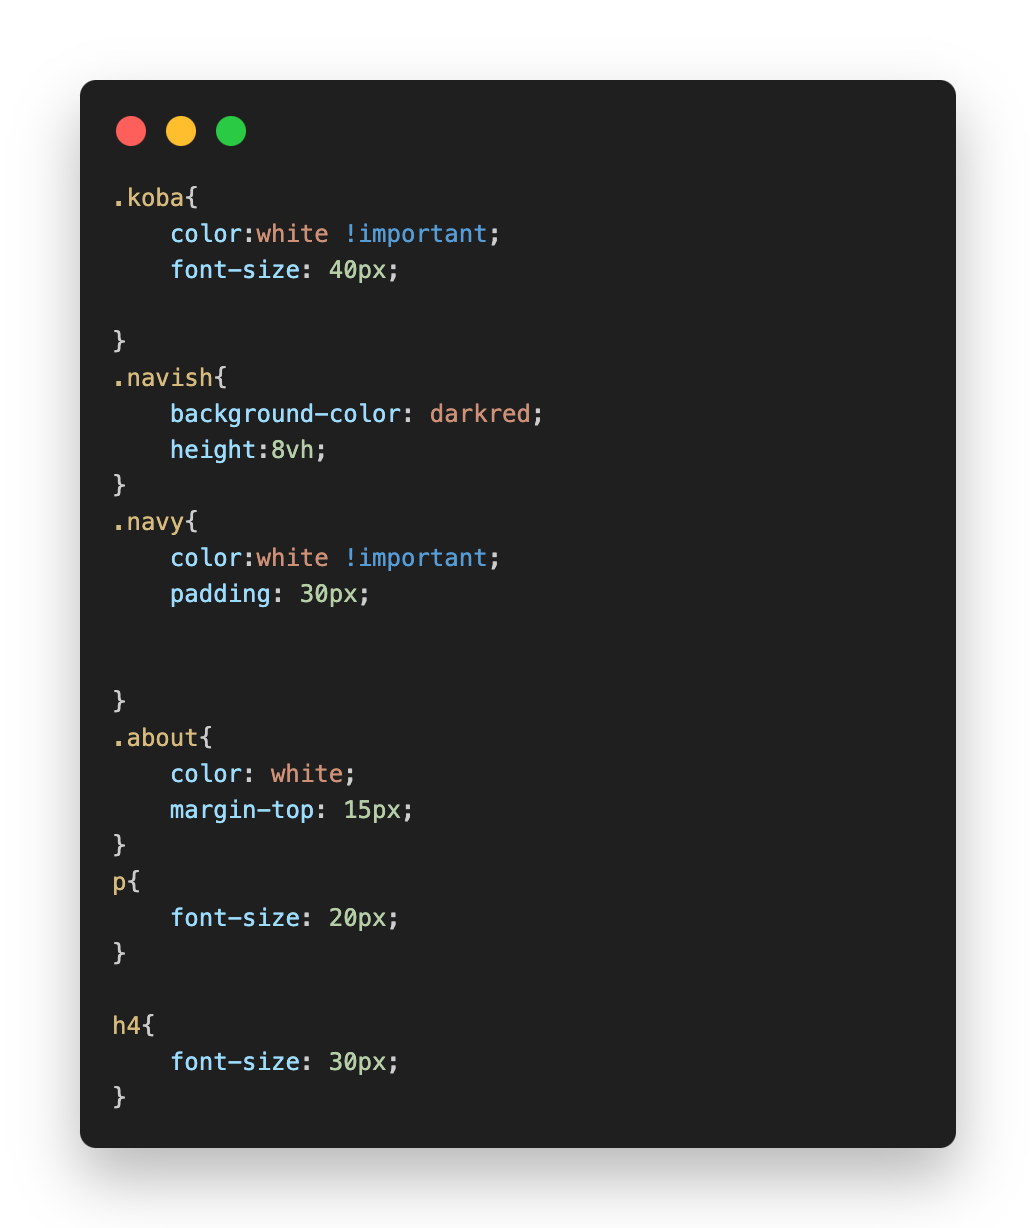 .koba{
    color:white !important;
    font-size: 40px;

}
.navish{
    background-color: darkred;
    height:8vh;
}
.navy{
    color:white !important;
    padding: 30px;


}
.about{
    color: white;
    margin-top: 15px;
}
p{
    font-size: 20px;
}

h4{
    font-size: 30px;
}